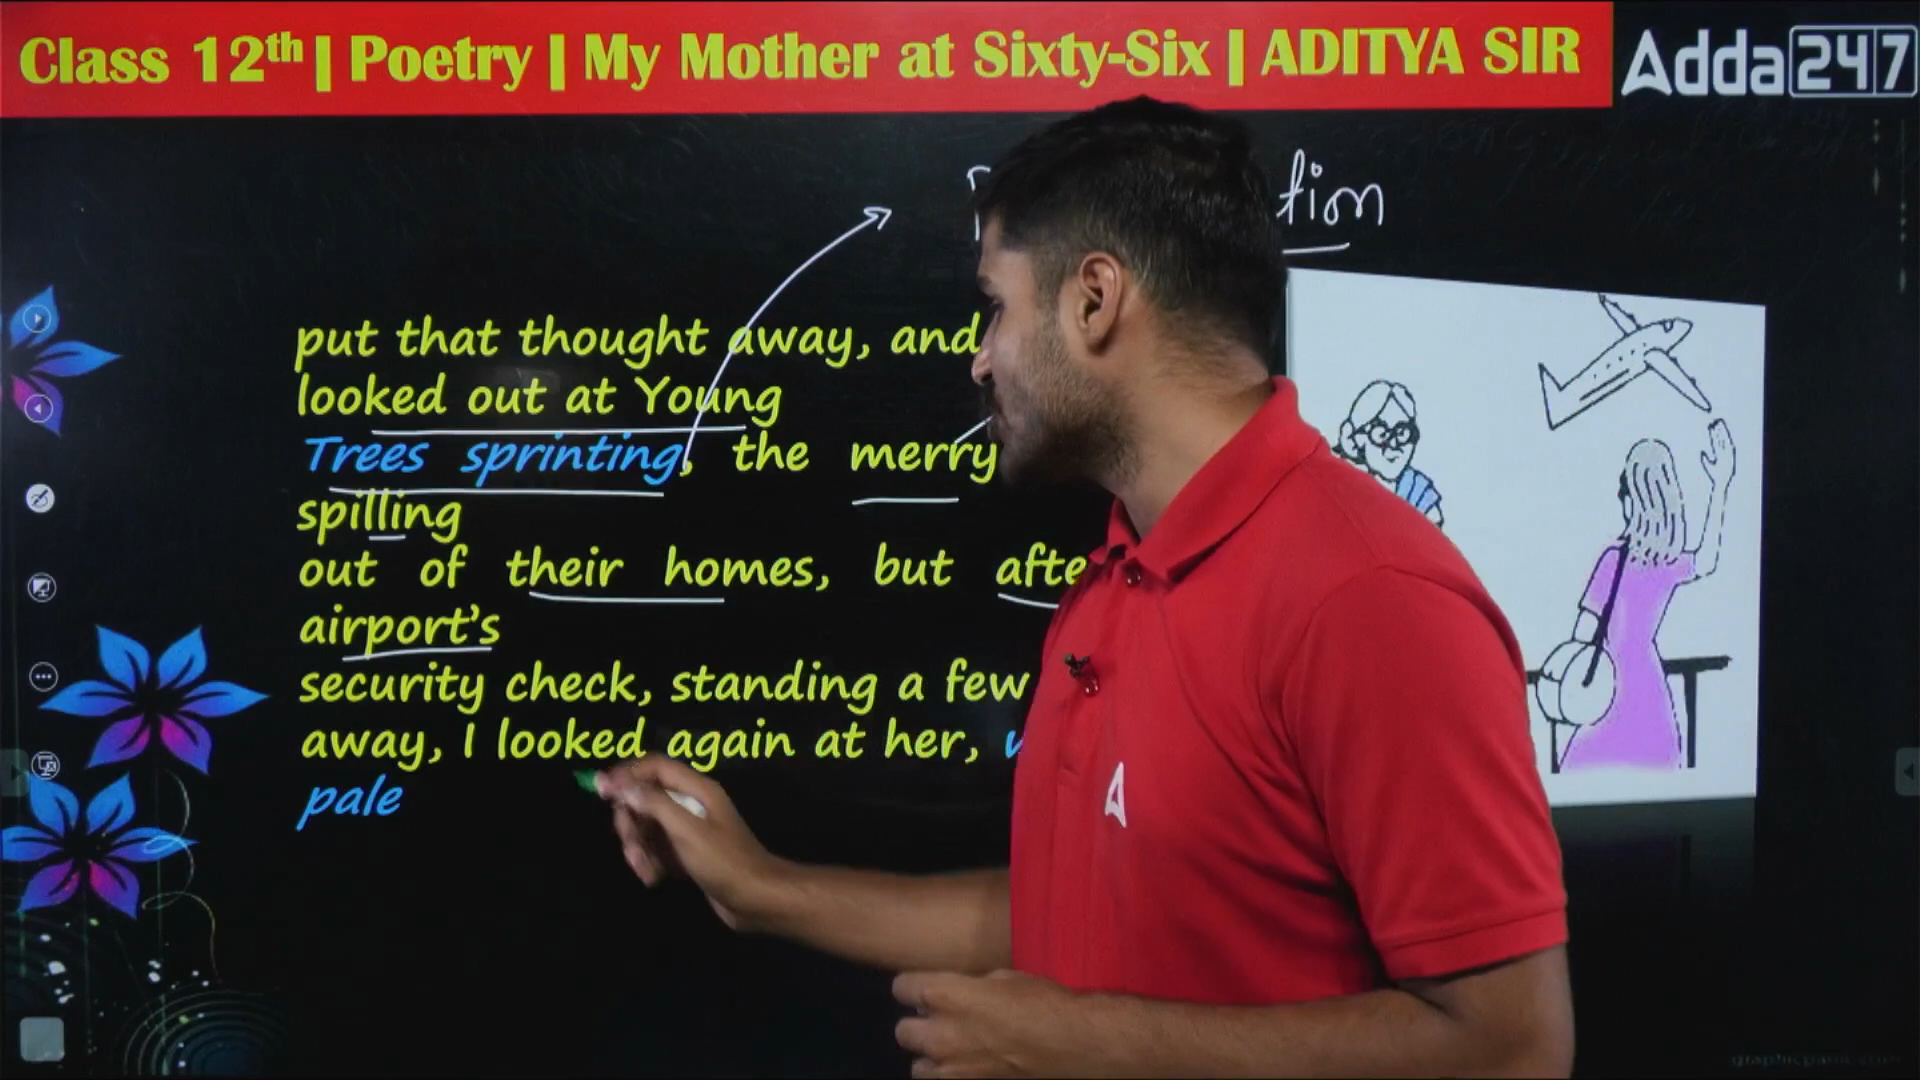 Class 12th | Poetry | My Mother at Sixty-Six | ADITYA SIR
Adda247
tion
put that thought away, and
looked out at Young
Trees sprinting, the merry
spilling
out of their homes, but
airport's
security check, standing a few
away, I looked again at her,
pale